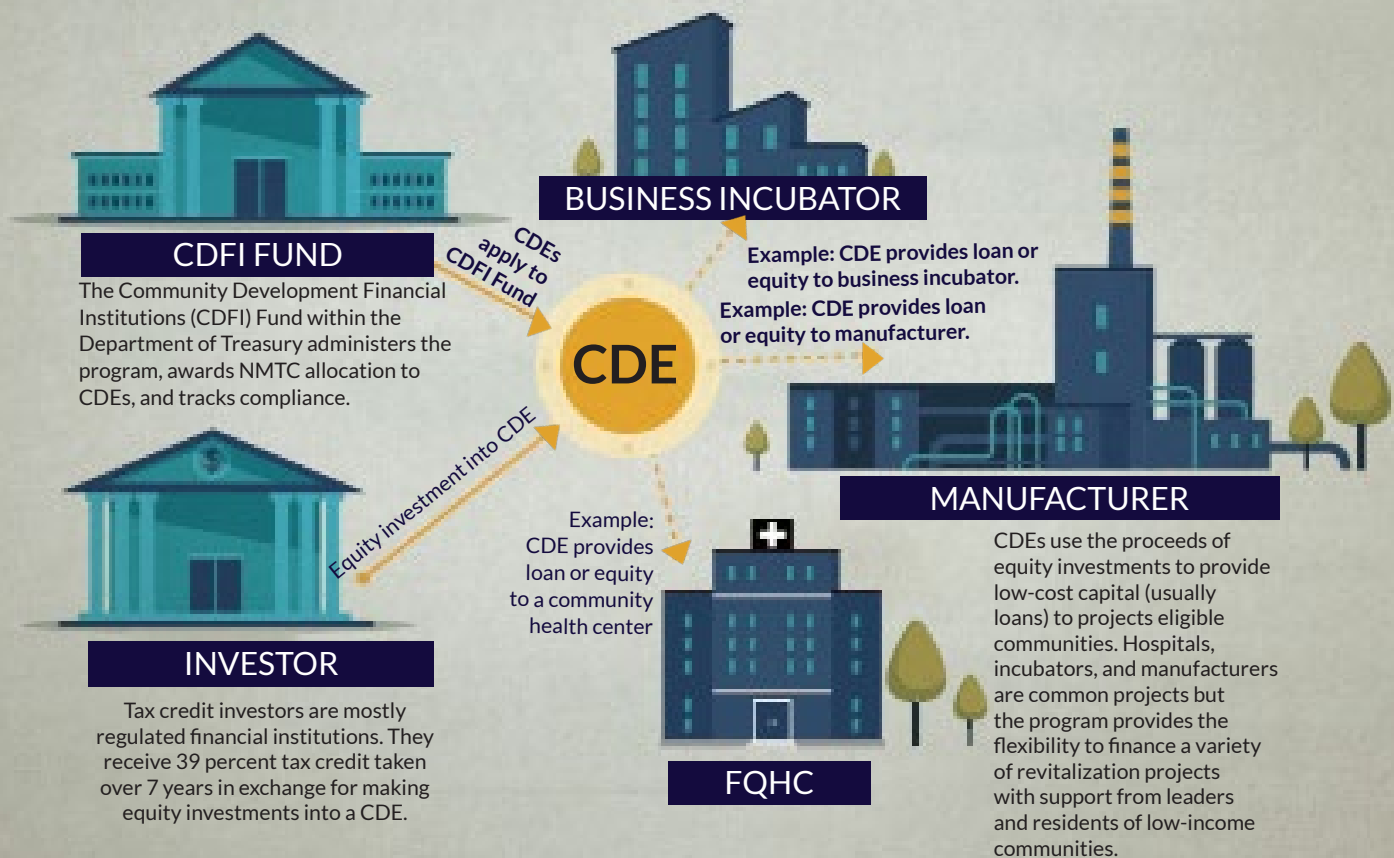 BUSINESS INCUBATOR
CDFI FUND
The Community Development Financial
Institutions (CDFI) Fund within the
Department of Treasury administers the
program, awards NMTC allocation to
CDEs, and tracks compliance.
CDEs
apply to
CDFI Fund
Example: CDE provides loan or
equity to business incubator.
Example: CDE provides loan
or equity to manufacturer.
CDE
Equity investment into CDE
$
INVESTOR
Tax credit investors are mostly
regulated financial institutions. They
receive 39 percent tax credit taken
over 7 years in exchange for making
equity investments into a CDE.
Example:
CDE provides
loan or equity
to a community
health center
FQHC
MANUFACTURER
CDEs use the proceeds of
equity investments to provide
low-cost capital (usually
loans) to projects eligible
communities. Hospitals,
incubators, and manufacturers
are common projects but
the program provides the
flexibility to finance a variety
of revitalization projects
with support from leaders
and residents of low-income
communities.